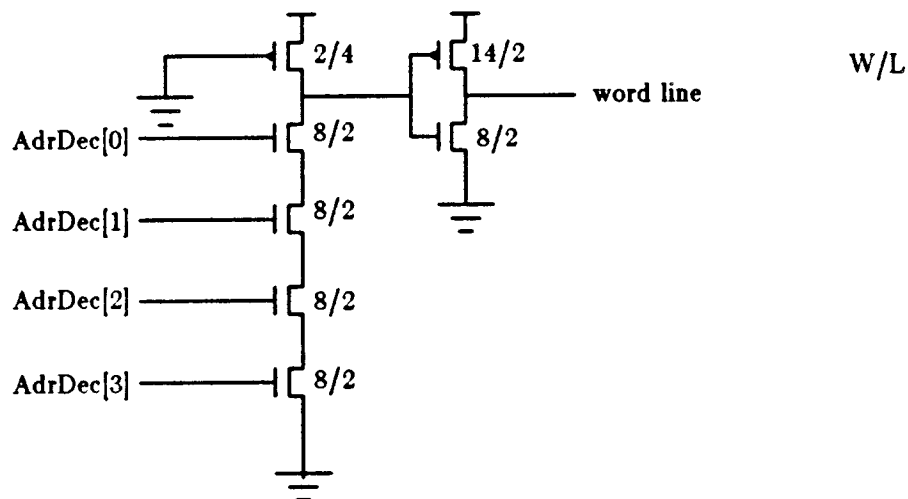 2/4
14/2
W/L
word line
AdrDec[0]
8/2
8/2
AdrDec[1]
8/2
AdrDec[2]
8/2
AdrDec[3]
8/2